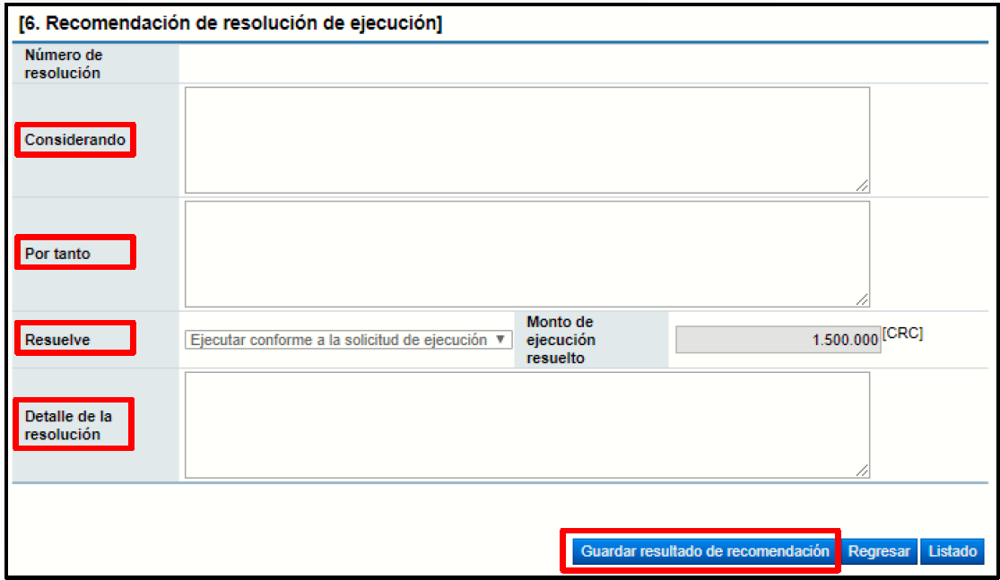 [6. Recomendación de resolución de ejecución]
Número de
resolución
Considerando
Por tanto
Resuelve
Ejecutar conforme a la solicitud de ejecución ▼
Monto de
ejecución
resuelto
1.500.000 [CRC]
Detalle de la
resolución
Guardar resultado de recomendación
Regresar
Listado